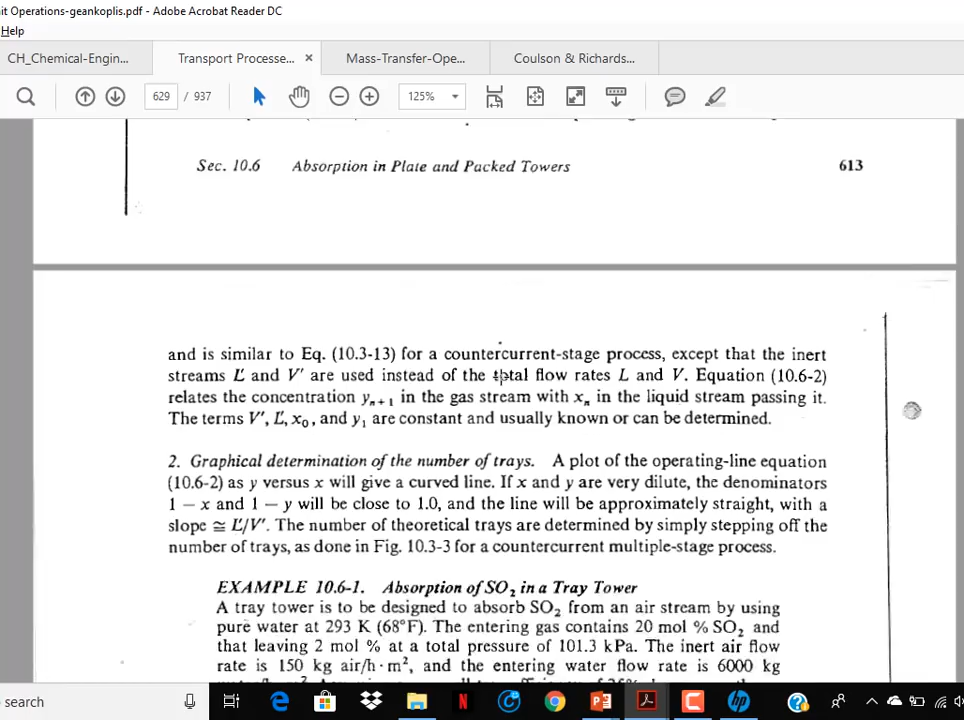 it Operations-geankoplis.pdf - Adobe Acrobat Reader DC
Help
CH_Chemical-Engin...
Transport Processe... ×
Mass-Transfer-Ope...
Coulson & Richards...
629 / 937
125%
Sec. 10.6 Absorption in Plate and Packed Towers 613
and is similar to Eq. (10.3-13) for a countercurrent-stage process, except that the inert
streams L' and V' are used instead of the total flow rates L and V. Equation (10.6-2)
relates the concentration yₙ₊₁ in the gas stream with xₙ in the liquid stream passing it.
The terms V', L', x₀, and y₁ are constant and usually known or can be determined.
2. Graphical determination of the number of trays. A plot of the operating-line equation
(10.6-2) as y versus x will give a curved line. If x and y are very dilute, the denominators
1 — x and 1 — y will be close to 1.0, and the line will be approximately straight, with a
slope ≅ L'/V'. The number of theoretical trays are determined by simply stepping off the
number of trays, as done in Fig. 10.3-3 for a countercurrent multiple-stage process.
EXAMPLE 10.6-1. Absorption of SO₂ in a Tray Tower
A tray tower is to be designed to absorb SO₂ from an air stream by using
pure water at 293 K (68°F). The entering gas contains 20 mol % SO₂ and
that leaving 2 mol % at a total pressure of 101.3 kPa. The inert air flow
rate is 150 kg air/h·m², and the entering water flow rate is 6000 kg
search